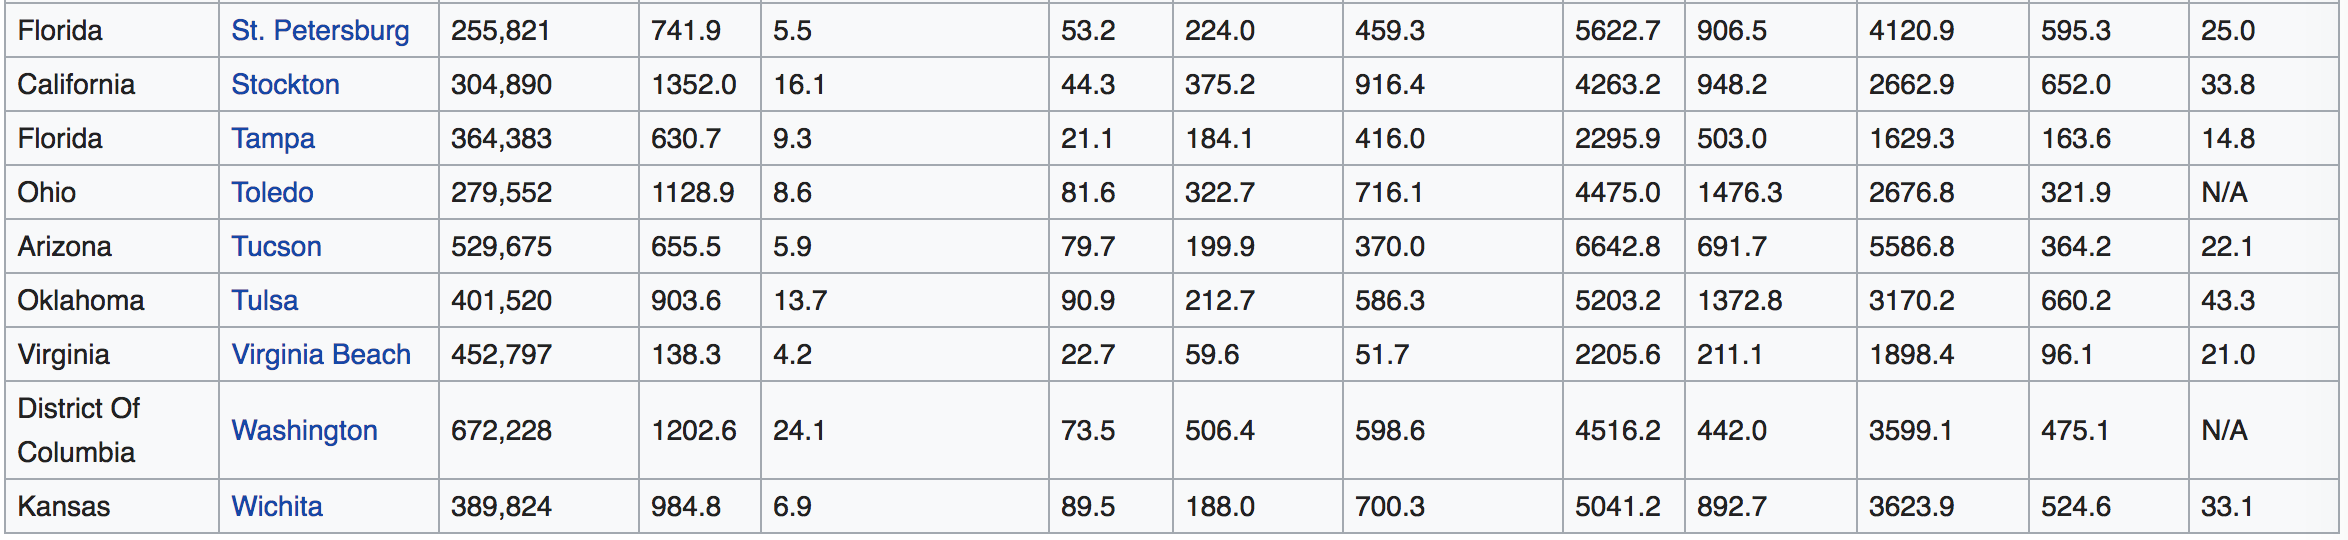 Florida St. Petersburg 255,821 741.9 5.5 53.2 224.0 459.3 5622.7 906.5 4120.9 595.3 25.0
California Stockton 304,890 1352.0 16.1 44.3 375.2 916.4 4263.2 948.2 2662.9 652.0 33.8
Florida Tampa 364,383 630.7 9.3 21.1 184.1 416.0 2295.9 503.0 1629.3 163.6 14.8
Ohio Toledo 279,552 1128.9 8.6 81.6 322.7 716.1 4475.0 1476.3 2676.8 321.9 N/A
Arizona Tucson 529,675 655.5 5.9 79.7 199.9 370.0 6642.8 691.7 5586.8 364.2 22.1
Oklahoma Tulsa 401,520 903.6 13.7 90.9 212.7 586.3 5203.2 1372.8 3170.2 660.2 43.3
Virginia Virginia Beach 452,797 138.3 4.2 22.7 59.6 51.7 2205.6 211.1 1898.4 96.1 21.0
District Of
Columbia Washington 672,228 1202.6 24.1 73.5 506.4 598.6 4516.2 442.0 3599.1 475.1 N/A
Kansas Wichita 389,824 984.8 6.9 89.5 188.0 700.3 5041.2 892.7 3623.9 524.6 33.1